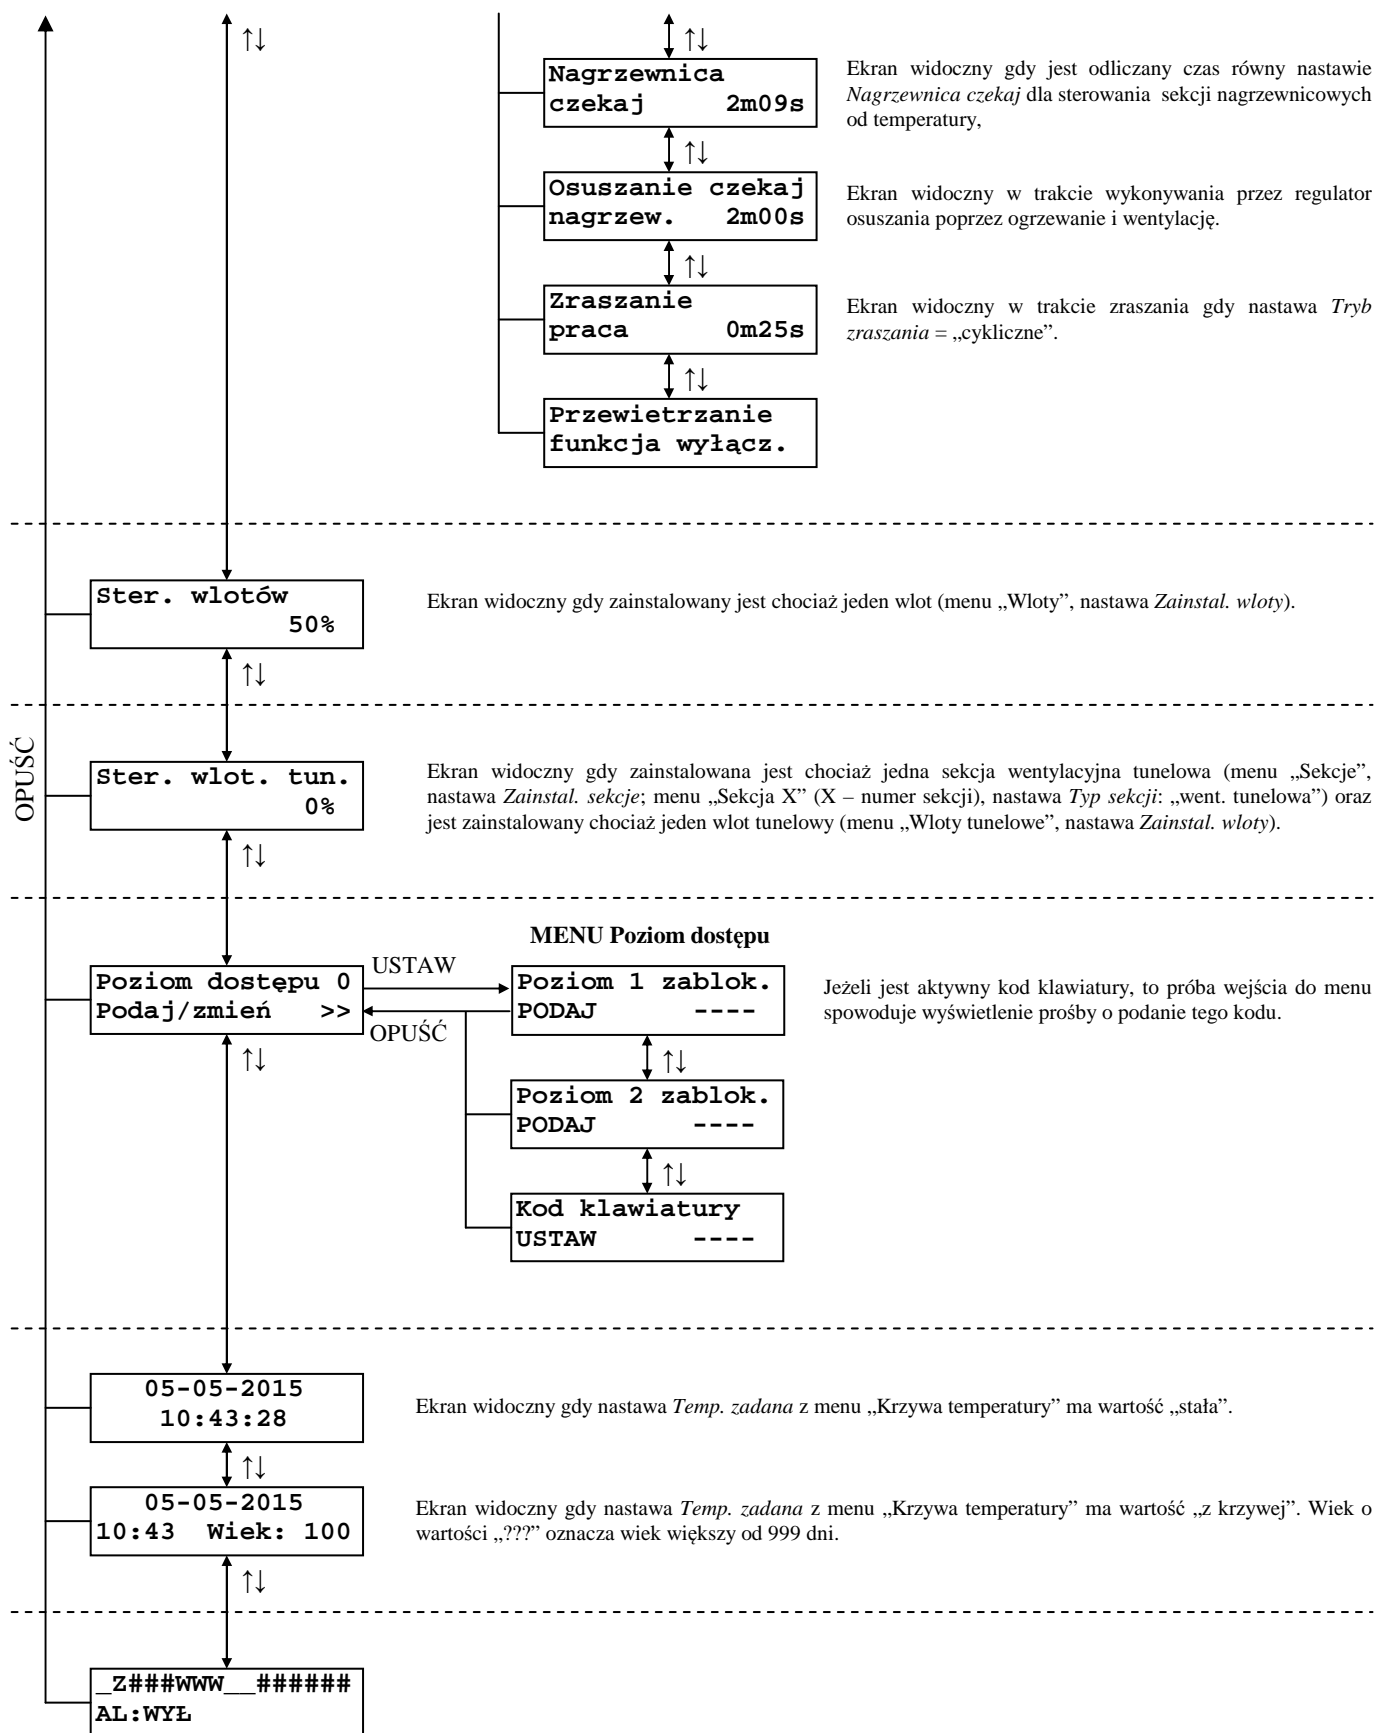 ↑↓
↑↓
Nagrzewnica
czekaj 2m09s
Ekran widoczny gdy jest odliczany czas równy nastawie
Nagrzewnica czekaj dla sterowania sekcji nagrzewnicowych
od temperatury,
↑↓
Osuszanie czekaj
nagrzew. 2m00s
Ekran widoczny w trakcie wykonywania przez regulator
osuszania poprzez ogrzewanie i wentylację.
↑↓
Zraszanie
praca 0m25s
Ekran widoczny w trakcie zraszania gdy nastawa Tryb
zraszania = „cykliczne”.
↑↓
Przewietrzanie
funkcja wyłącz.
Ster. wlotów
50%
Ekran widoczny gdy zainstalowany jest chociaż jeden wlot (menu „Wloty”, nastawa Zainstal. wloty).
↑↓
OPUŚĆ
Ster. wlot. tun.
0%
Ekran widoczny gdy zainstalowana jest chociaż jedna sekcja wentylacyjna tunelowa (menu „Sekcje”,
nastawa Zainstal. sekcje; menu „Sekcja X” (X – numer sekcji), nastawa Typ sekcji: „went. tunelowa”) oraz
jest zainstalowany chociaż jeden wlot tunelowy (menu „Wloty tunelowe”, nastawa Zainstal. wloty).
↑↓
MENU Poziom dostępu
Poziom dostępu 0
Podaj/zmień >>
USTAW
OPUŚĆ
Poziom 1 zablok.
PODAJ ----
Jeżeli jest aktywny kod klawiatury, to próba wejścia do menu
spowoduje wyświetlenie prośby o podanie tego kodu.
↑↓
↑↓
Poziom 2 zablok.
PODAJ ----
↑↓
Kod klawiatury
USTAW ----
05-05-2015
10:43:28
Ekran widoczny gdy nastawa Temp. zadana z menu „Krzywa temperatury” ma wartość „stała”.
↑↓
05-05-2015
10:43 Wiek: 100
Ekran widoczny gdy nastawa Temp. zadana z menu „Krzywa temperatury” ma wartość „z krzywej”. Wiek o
wartości „???” oznacza wiek większy od 999 dni.
↑↓
_Z###WWW__######
AL:WYŁ